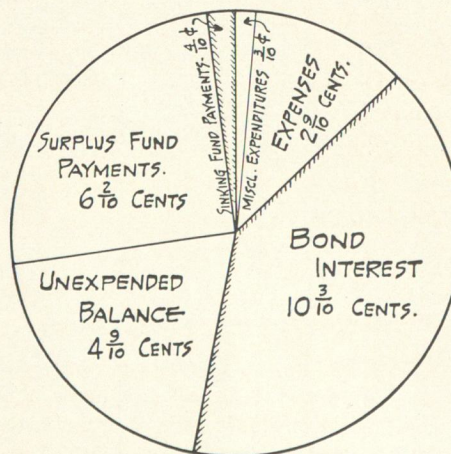 SURPLUS FUND
PAYMENTS.
6 2/10 CENTS
SINKING FUND PAYMENTS. 4/10 ¢
MISCL. EXPENDITURES 3/10 ¢
EXPENSES
2 9/10 CENTS.
BOND
INTEREST
10 3/10 CENTS.
UNEXPENDED
BALANCE
4 9/10 CENTS